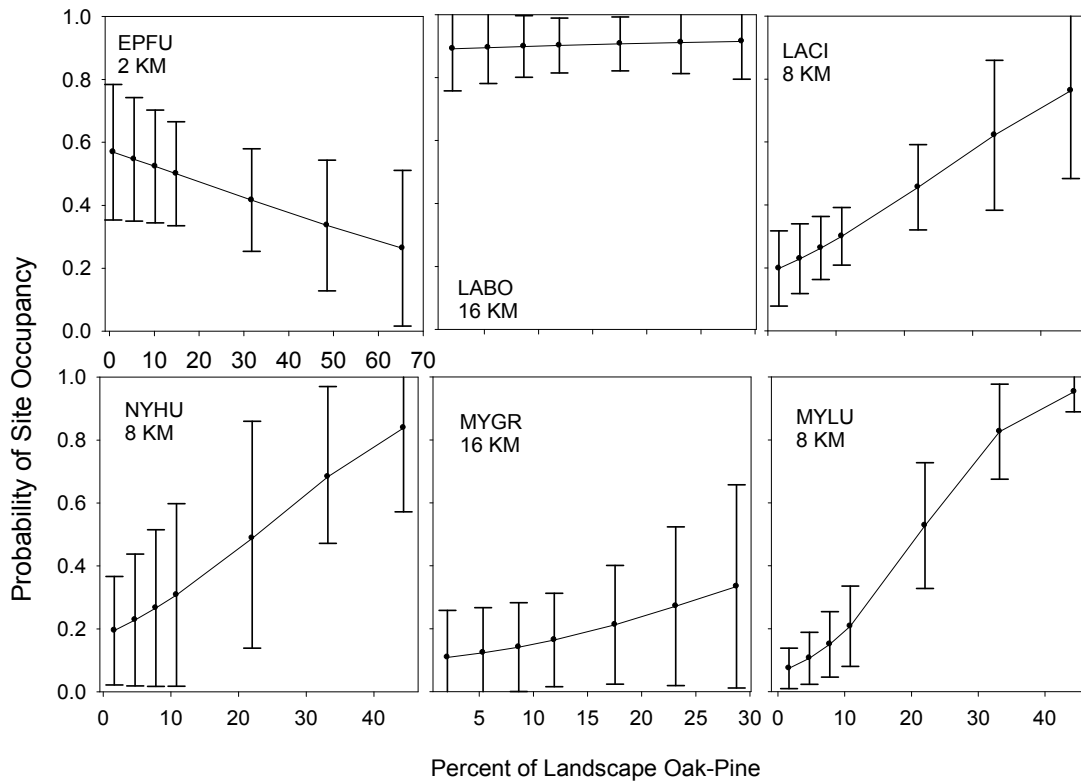 1.0
0.8
0.6
0.4
0.2
0.0
EPFU
2 KM
LABO
16 KM
LACI
8 KM
0 10 20 30 40 50 60 70
1.0
0.8
0.6
0.4
0.2
0.0
NYHU
8 KM
MYGR
16 KM
MYLU
8 KM
0 10 20 30 40
5 10 15 20 25 30
0 10 20 30 40
Probability of Site Occupancy
Percent of Landscape Oak-Pine